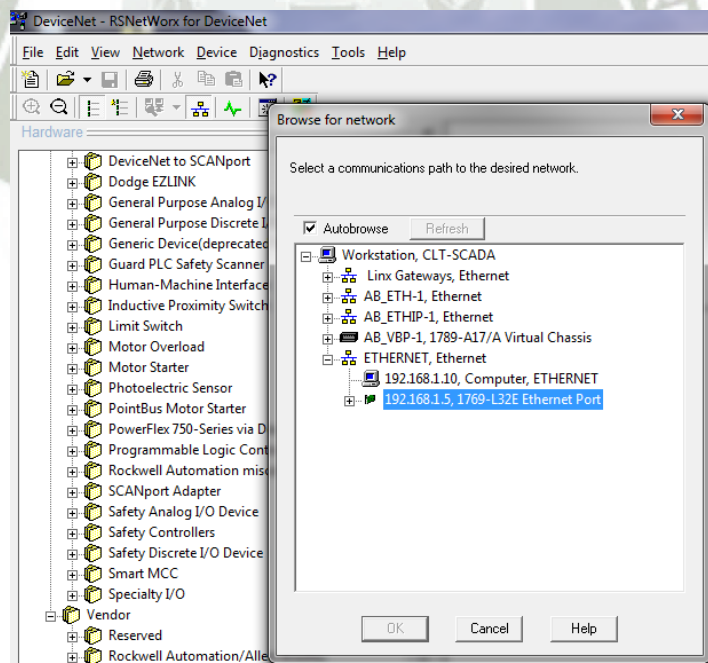 DeviceNet - RSNetWorx for DeviceNet
File Edit View Network Device Diagnostics Tools Help
Hardware
DeviceNet to SCANport
Dodge EZLINK
General Purpose Analog I/
General Purpose Discrete I
Generic Device(deprecated
Guard PLC Safety Scanner
Human-Machine Interface
Inductive Proximity Switch
Limit Switch
Motor Overload
Motor Starter
Photoelectric Sensor
PointBus Motor Starter
PowerFlex 750-Series via D
Programmable Logic Cont
Rockwell Automation misc
SCANport Adapter
Safety Analog I/O Device
Safety Controllers
Safety Discrete I/O Device
Smart MCC
Specialty I/O
Vendor
Reserved
Rockwell Automation/Alle
Browse for network
Select a communications path to the desired network.
Autobrowse Refresh
Workstation, CLT-SCADA
Linx Gateways, Ethernet
AB_ETH-1, Ethernet
AB_ETHIP-1, Ethernet
AB_VBP-1, 1789-A17/A Virtual Chassis
ETHERNET, Ethernet
192.168.1.10, Computer, ETHERNET
192.168.1.5, 1769-L32E Ethernet Port
OK Cancel Help